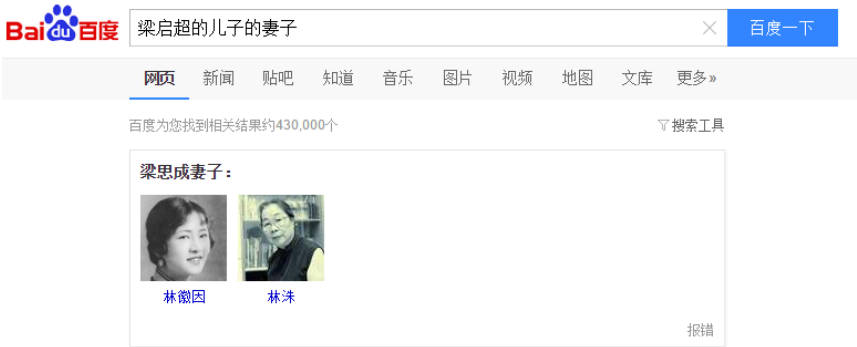 Bai du 百度 梁启超的儿子的妻子 百度一下
网页 新闻 贴吧 知道 音乐 图片 视频 地图 文库 更多»
百度为您找到相关结果约430,000个 搜索工具
梁思成妻子：
林徽因 林洙
报错